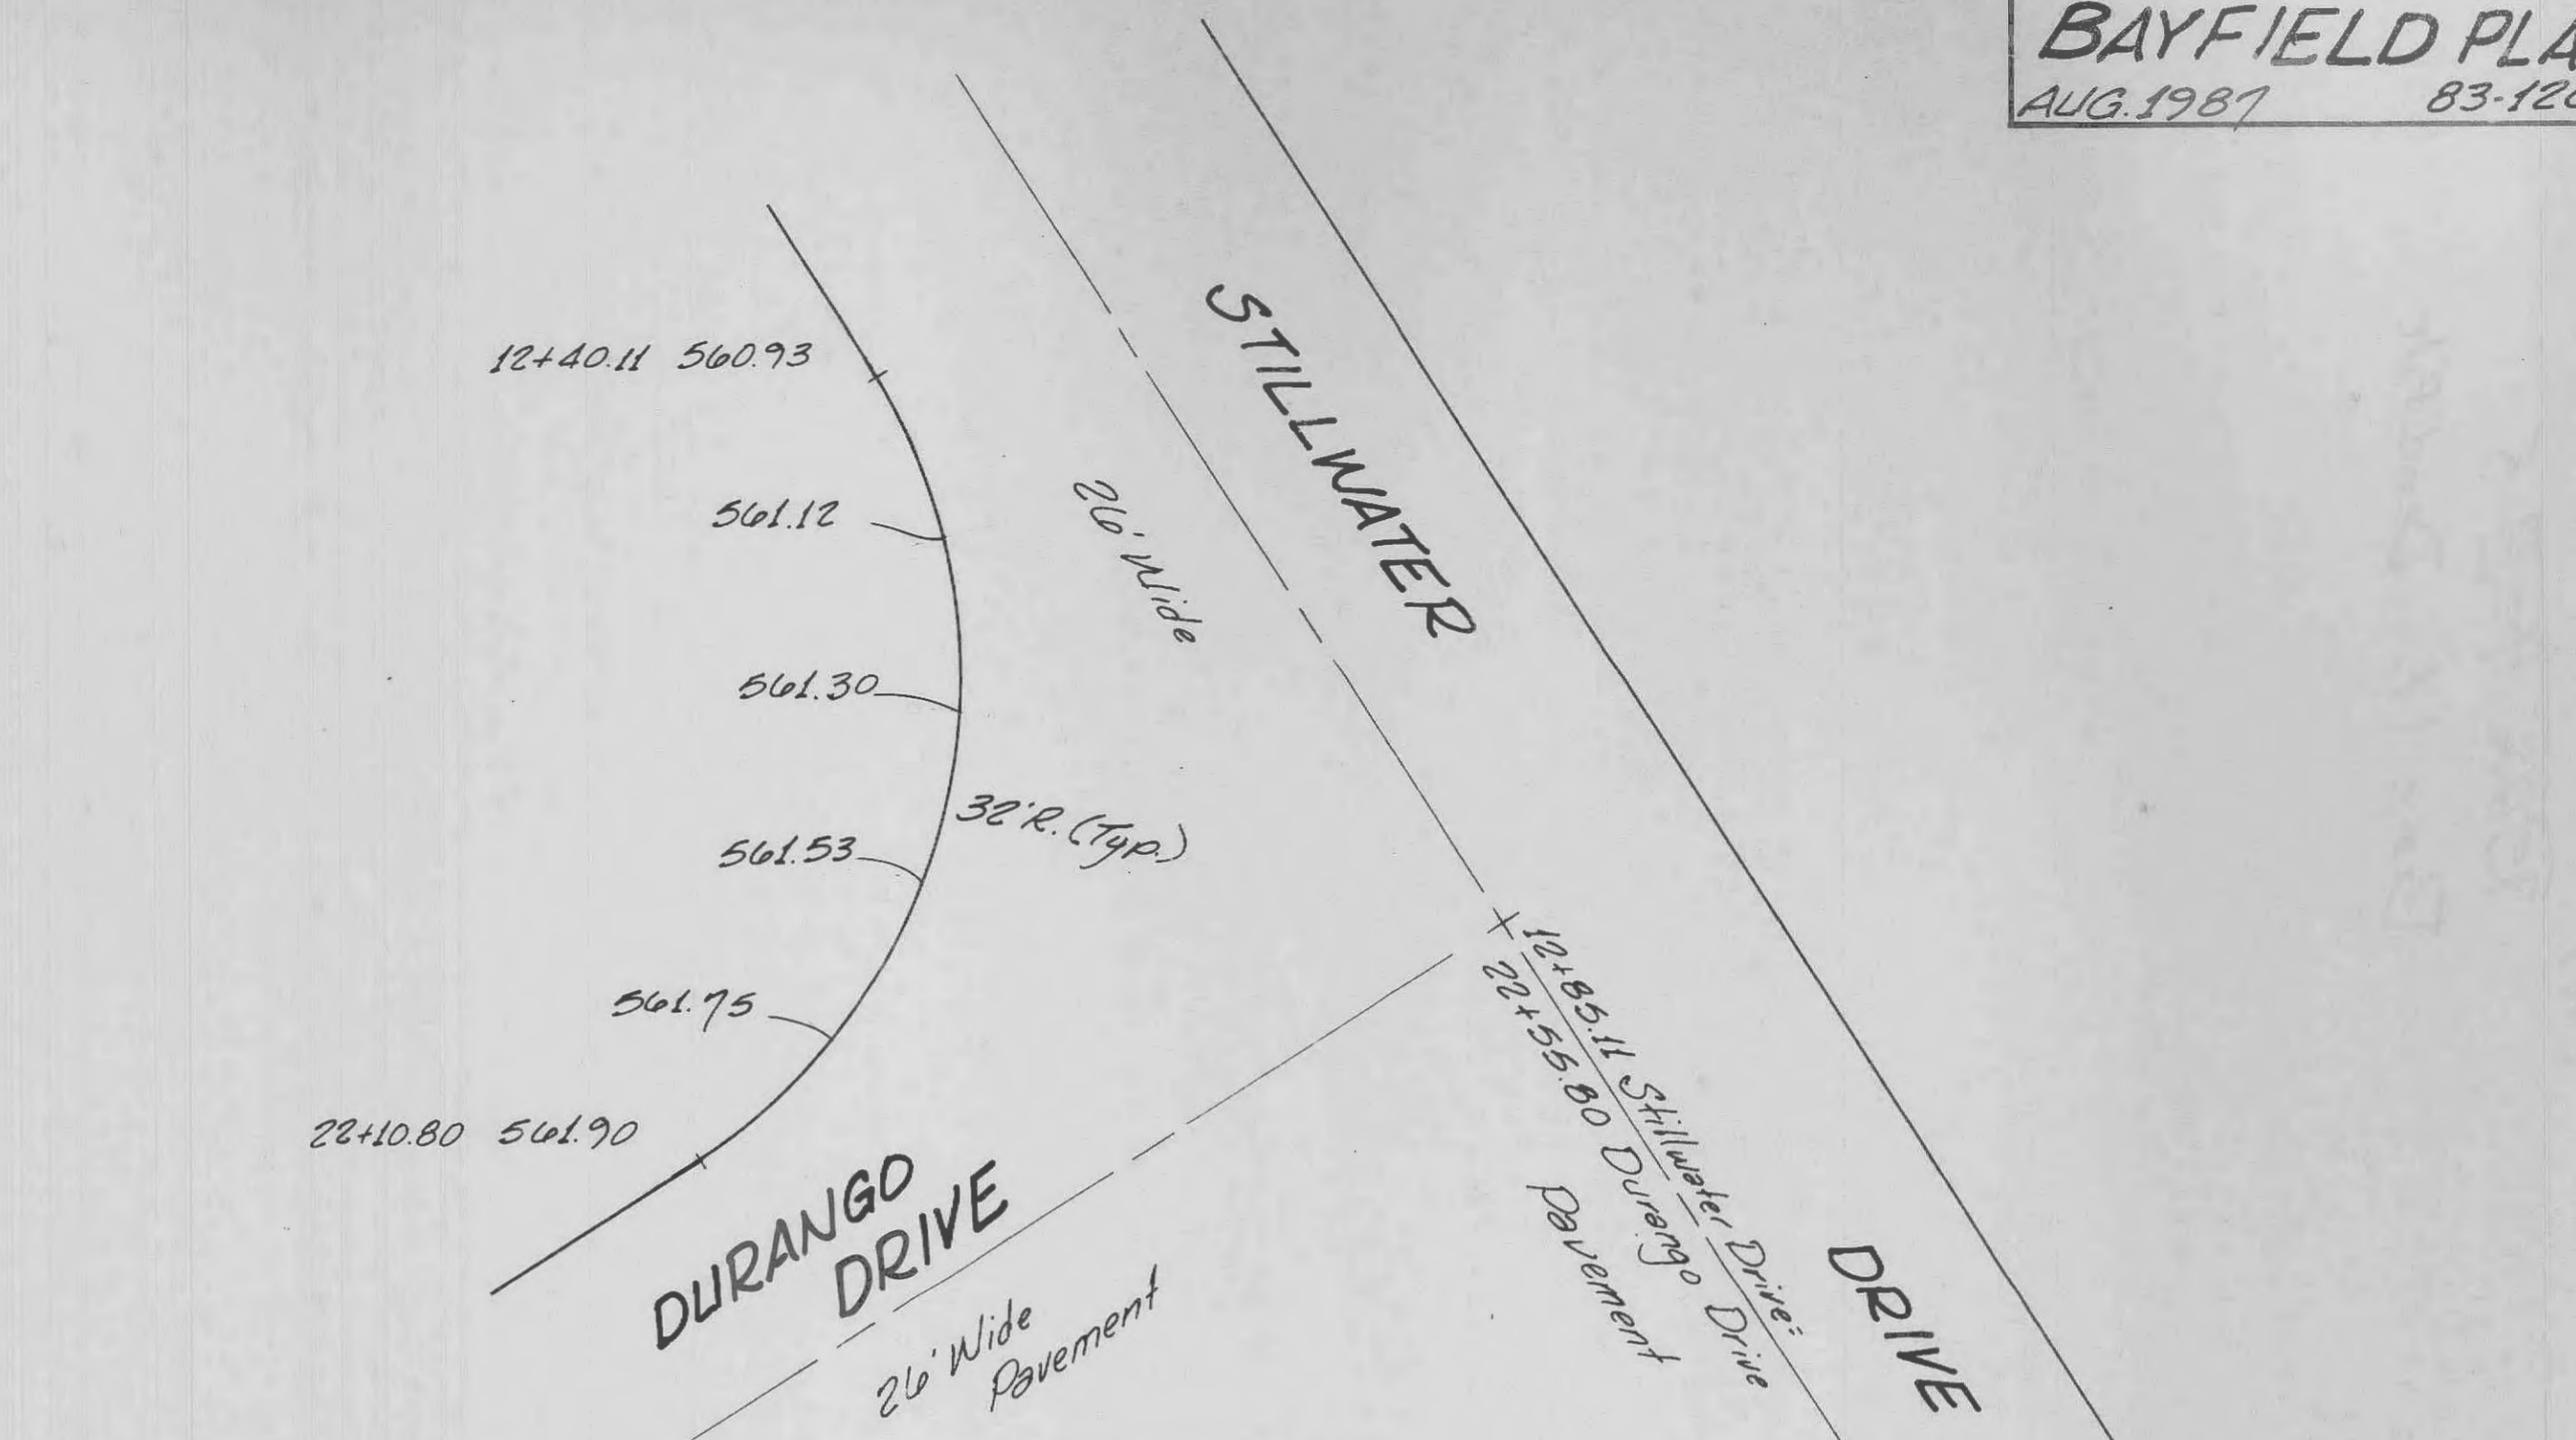 BAYFIELD
AUG. 1987 83-
12+40.11 560.93
561.12
561.30
561.53
561.75
22+10.80 561.90
32' R. (Typ.)
STILLWATER
DRIVE
26' Wide
Pavement
12+85.11 Stillwater Drive=
22+55.80 Durango Drive
DURANGO
DRIVE
26' Wide
Pavement